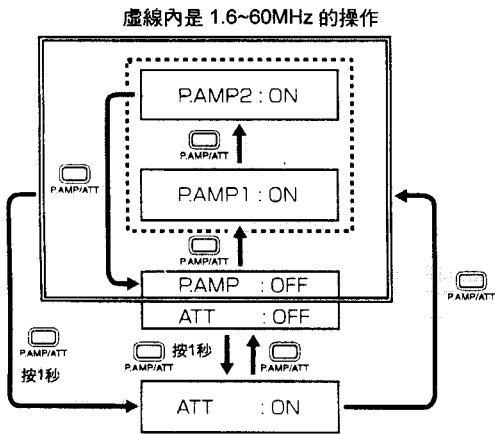 虛線內是 1.6~60MHz 的操作
P.AMP2 : ON
P.AMP/ATT
P.AMP/ATT
P.AMP1 : ON
P.AMP/ATT
P.AMP : OFF
ATT : OFF
P.AMP/ATT
P.AMP/ATT
按1秒
P.AMP/ATT 按1秒
P.AMP/ATT
ATT : ON